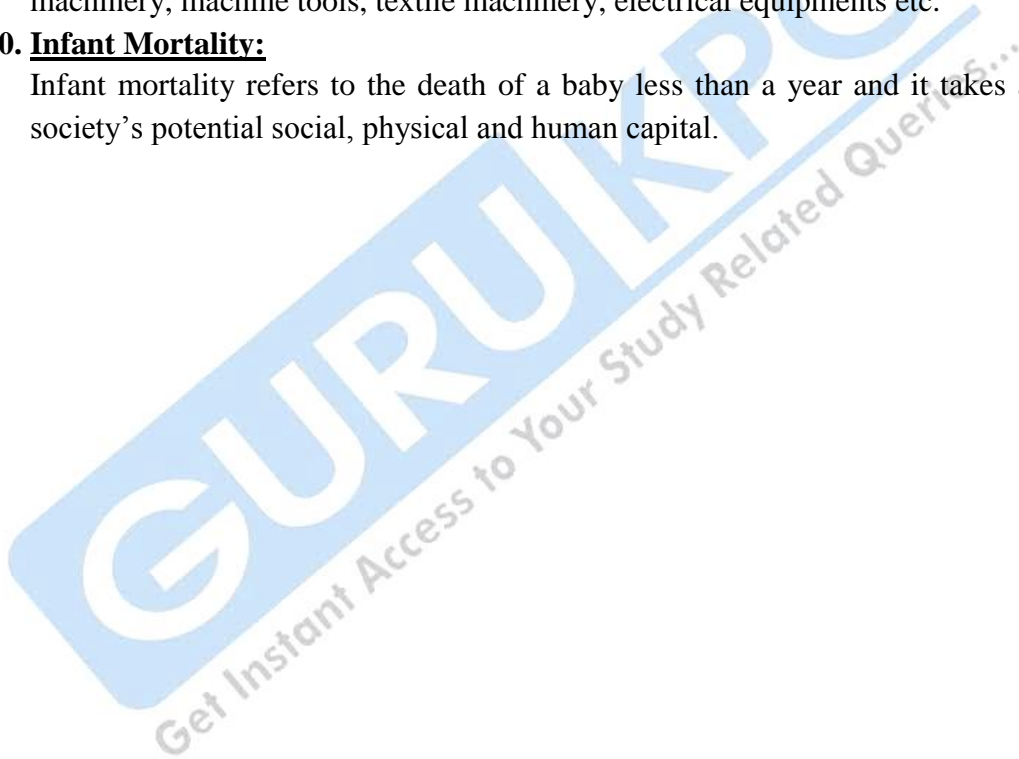 machinery, machine tools, textile machinery, electrical equipments etc.
0. Infant Mortality:
Infant mortality refers to the death of a baby less than a year and it takes
society’s potential social, physical and human capital.
GURUKPO
Get Instant Access to Your Study Related Queries...